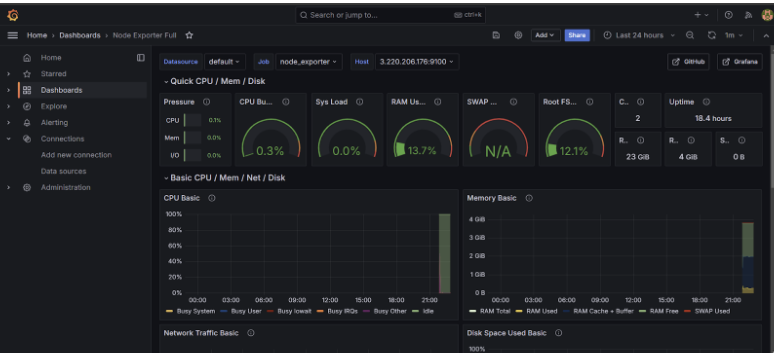 Search or jump to... ctrl+k
Home › Dashboards › Node Exporter Full
Add Share Last 24 hours 1m
Home
Starred
Dashboards
Explore
Alerting
Connections
Add new connection
Data sources
Administration
Datasource default Job node_exporter Host 3.220.206.176:9100 GitHub Grafana
Quick CPU / Mem / Disk
Pressure CPU Bu... Sys Load RAM Us... SWAP ... Root FS... C.. Uptime
CPU 0.1%
Mem 0.0%
I/O 0.0%
0.3% 0.0% 13.7% N/A 12.1%
2 18.4 hours
R.. R.. S..
23 GiB 4 GiB 0 B
Basic CPU / Mem / Net / Disk
CPU Basic
100%
80%
60%
40%
20%
0%
00:00 03:00 06:00 09:00 12:00 15:00 18:00 21:00
Busy System Busy User Busy Iowait Busy IRQs Busy Other Idle
Memory Basic
4 GiB
3 GiB
2 GiB
1 GiB
0 B
00:00 03:00 06:00 09:00 12:00 15:00 18:00 21:00
RAM Total RAM Used RAM Cache + Buffer RAM Free SWAP Used
Network Traffic Basic
Disk Space Used Basic
100%